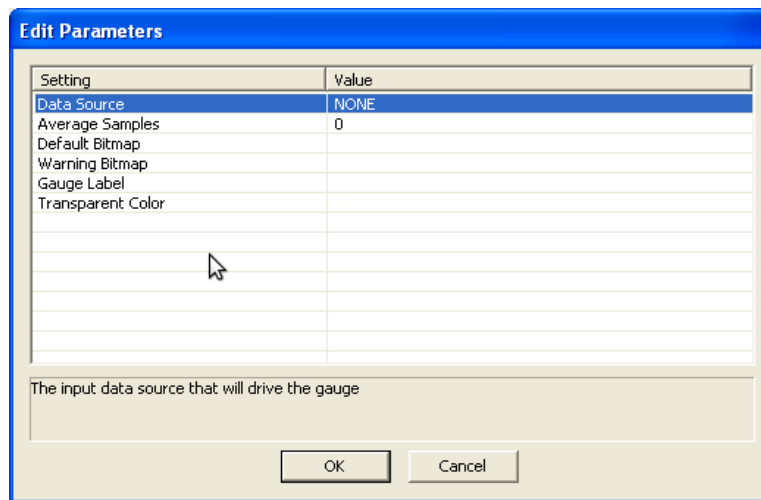 Edit Parameters
Setting Value
Data Source NONE
Average Samples 0
Default Bitmap
Warning Bitmap
Gauge Label
Transparent Color
The input data source that will drive the gauge
OK Cancel